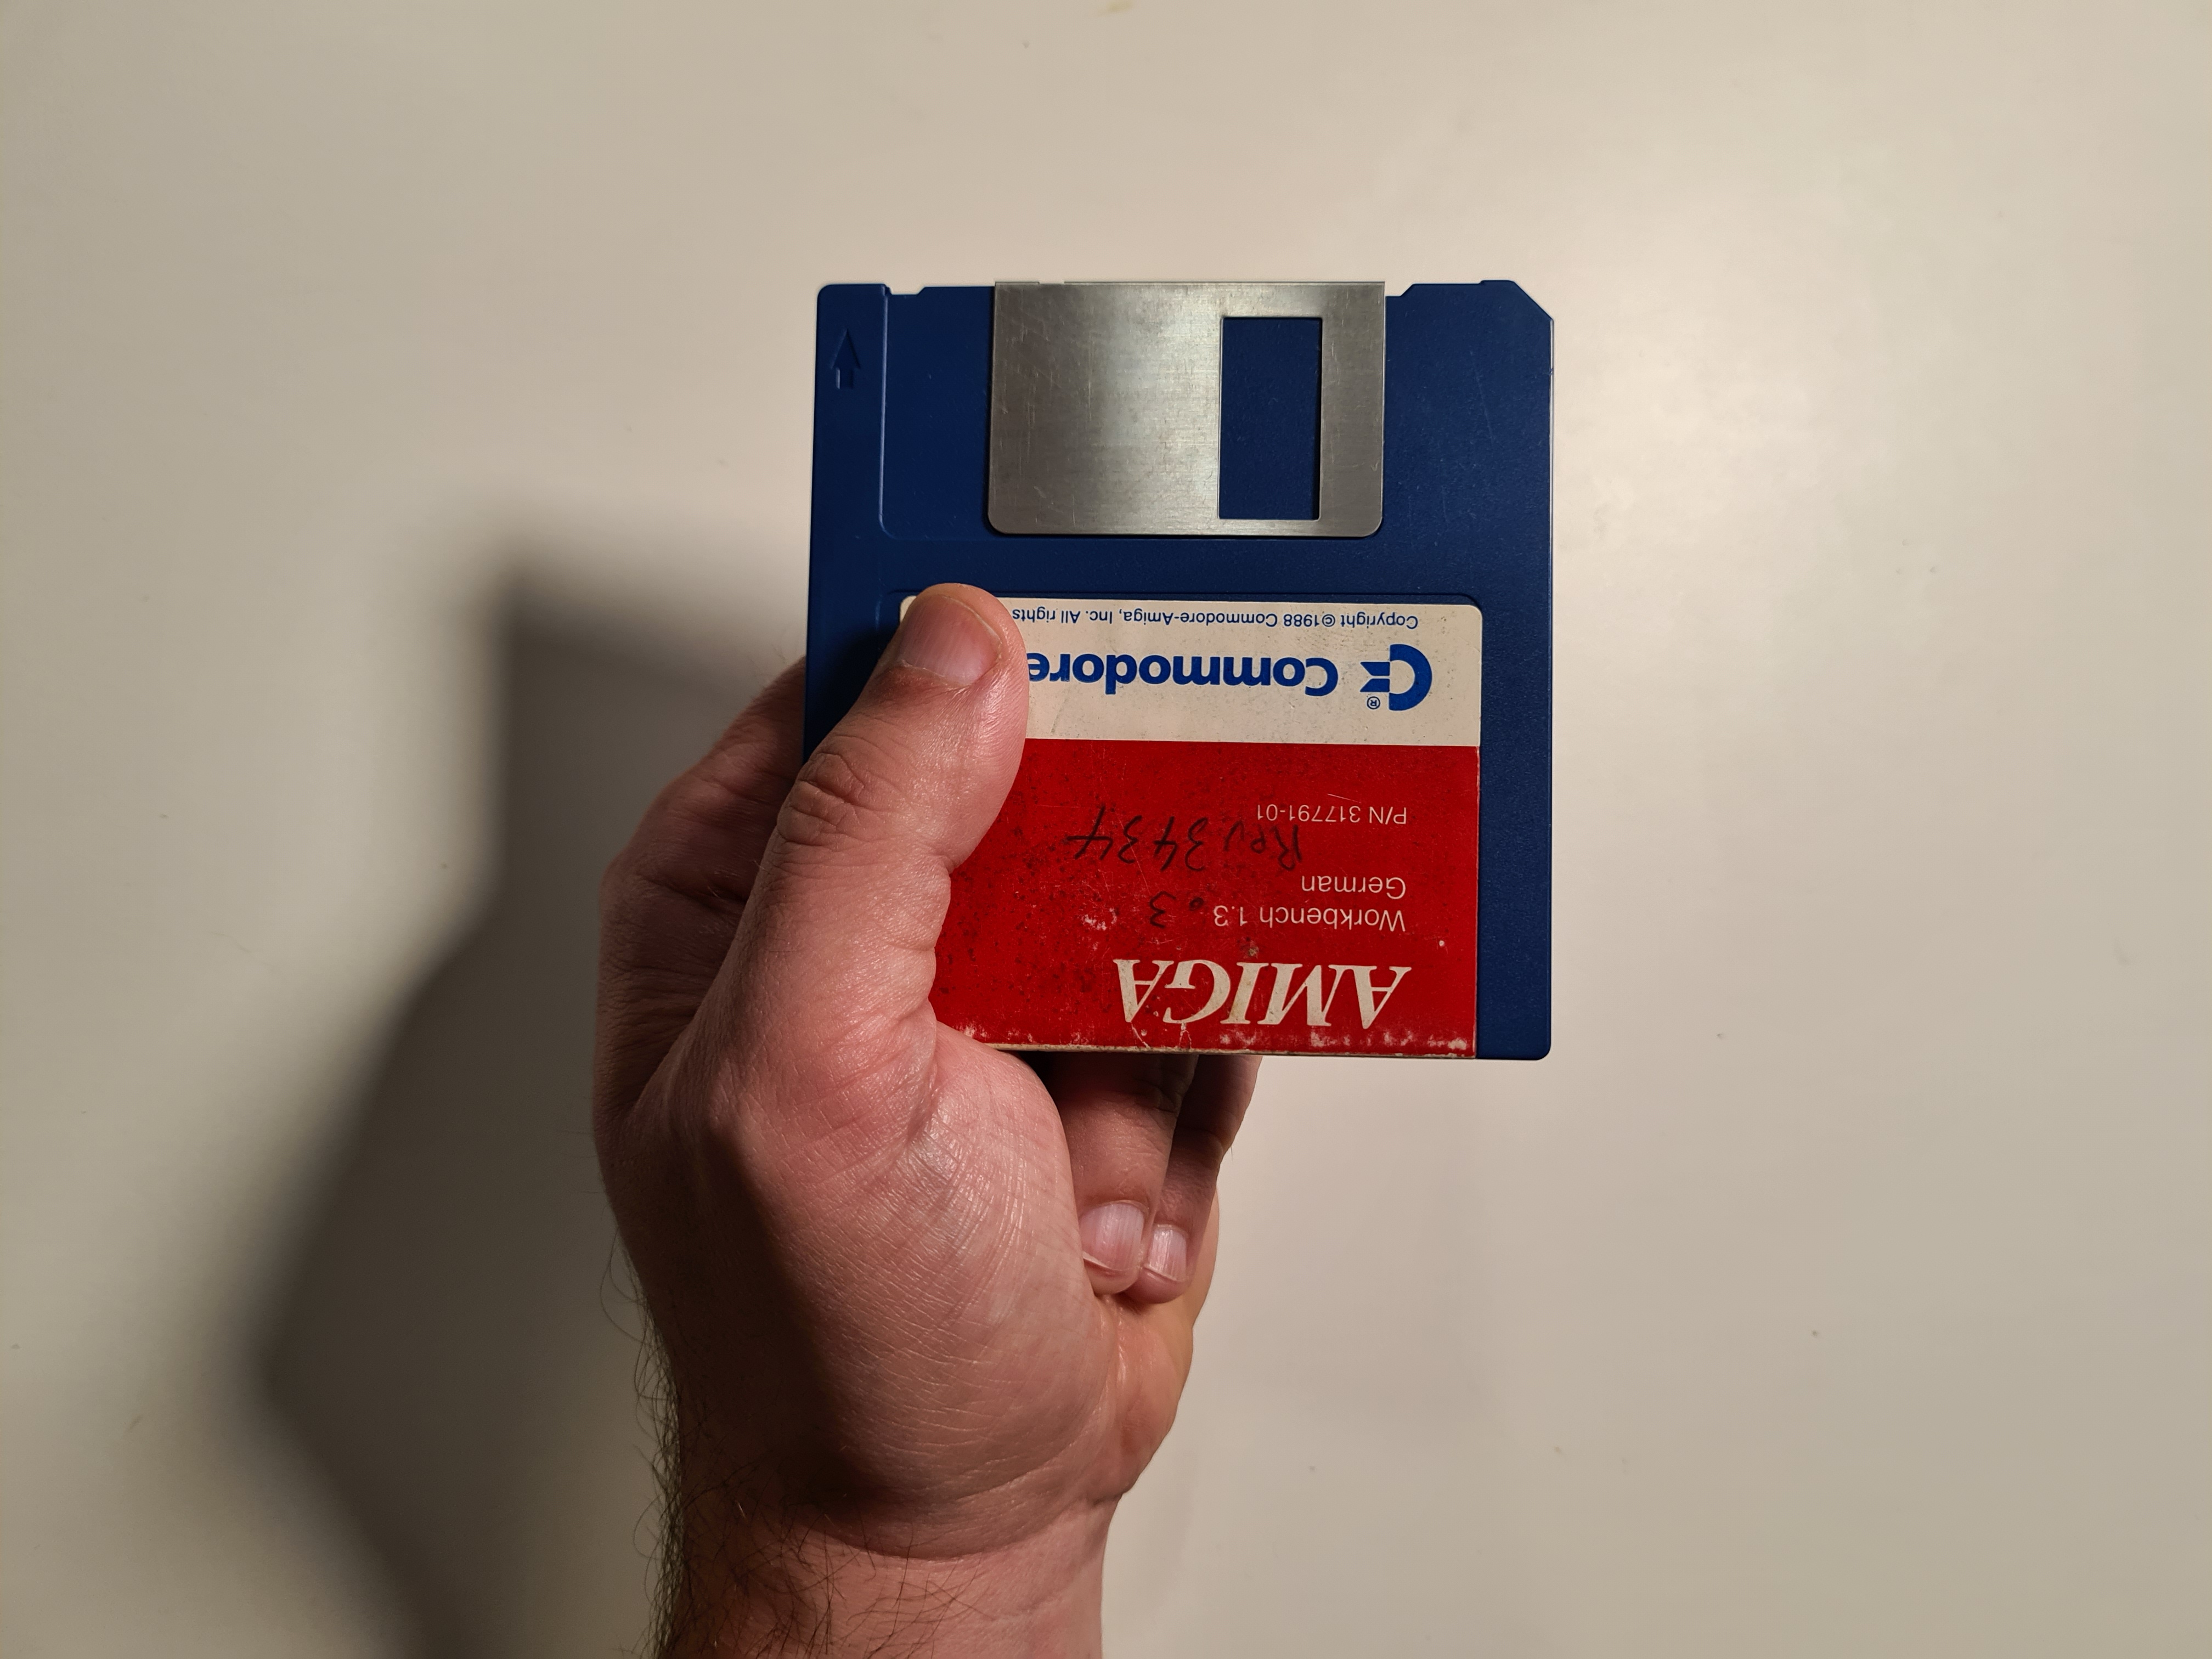 AMIGA
Workbench 1.3 .3
German
Rev 3434
P/N 317791-01
Commodore®
Copyright ©1988 Commodore-Amiga, Inc. All rights